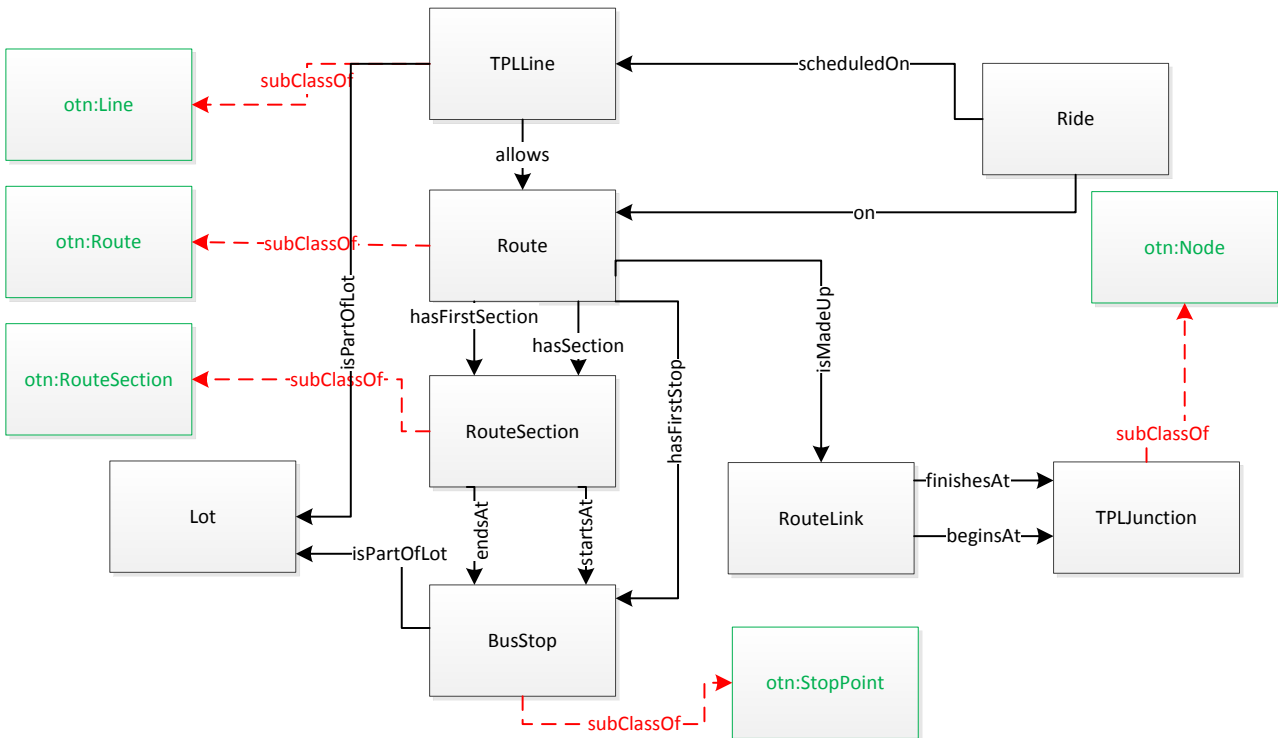 TPLLine
scheduledOn
subClassOf
otn:Line
Ride
allows
on
otn:Route
subClassOf
Route
otn:Node
isPartOfLot
hasFirstSection
hasSection
isMadeUp
hasFirstStop
otn:RouteSection
subClassOf
RouteSection
subClassOf
finishesAt
Lot
RouteLink
TPLJunction
endsAt
startsAt
beginsAt
isPartOfLot
BusStop
otn:StopPoint
subClassOf